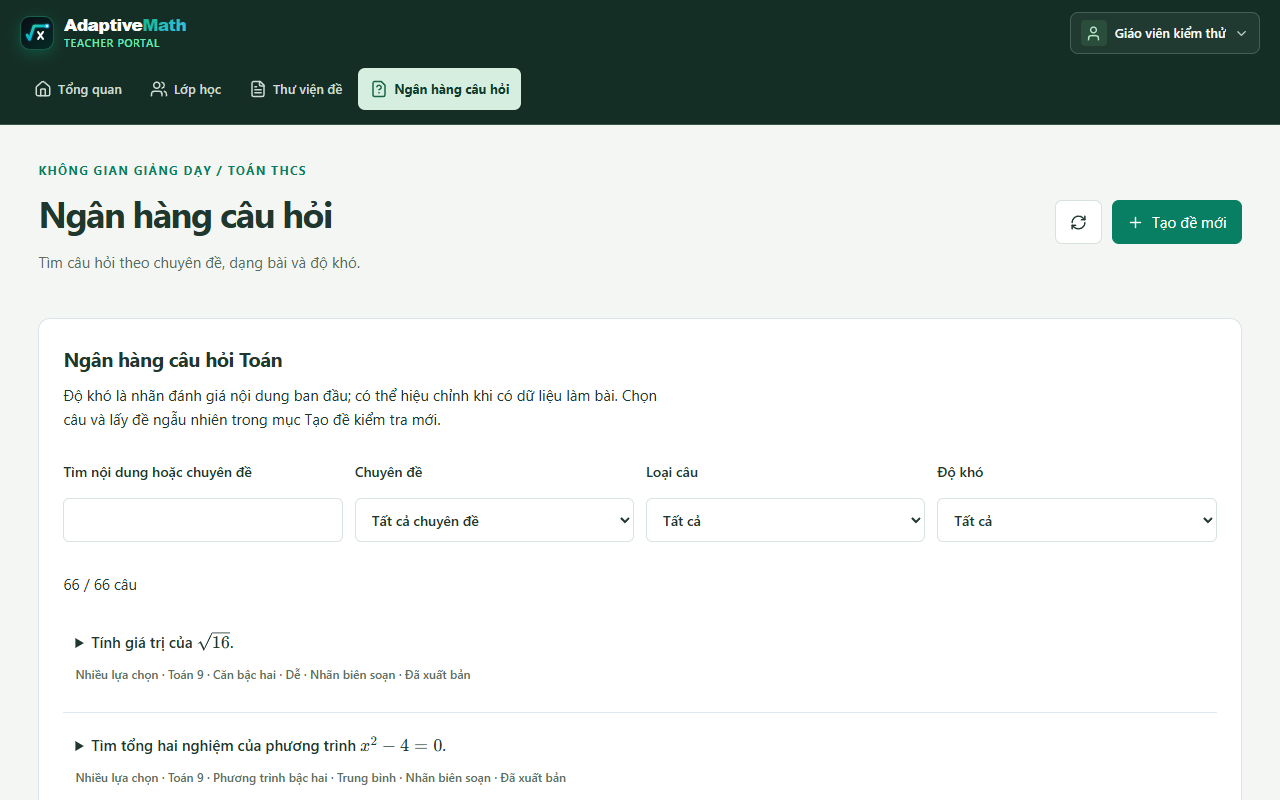 AdaptiveMath
TEACHER PORTAL
Giáo viên kiểm thử
Tổng quan
Lớp học
Thư viện đề
Ngân hàng câu hỏi
KHÔNG GIAN GIẢNG DẠY / TOÁN THCS
Ngân hàng câu hỏi
Tạo đề mới
Tìm câu hỏi theo chuyên đề, dạng bài và độ khó.
Ngân hàng câu hỏi Toán
Độ khó là nhãn đánh giá nội dung ban đầu; có thể hiệu chỉnh khi có dữ liệu làm bài. Chọn
câu và lấy đề ngẫu nhiên trong mục Tạo đề kiểm tra mới.
Tìm nội dung hoặc chuyên đề
Chuyên đề
Loại câu
Độ khó
Tất cả chuyên đề
Tất cả
Tất cả
66 / 66 câu
Tính giá trị của √16.
Nhiều lựa chọn · Toán 9 · Căn bậc hai · Dễ · Nhãn biên soạn · Đã xuất bản
Tìm tổng hai nghiệm của phương trình x² − 4 = 0.
Nhiều lựa chọn · Toán 9 · Phương trình bậc hai · Trung bình · Nhãn biên soạn · Đã xuất bản